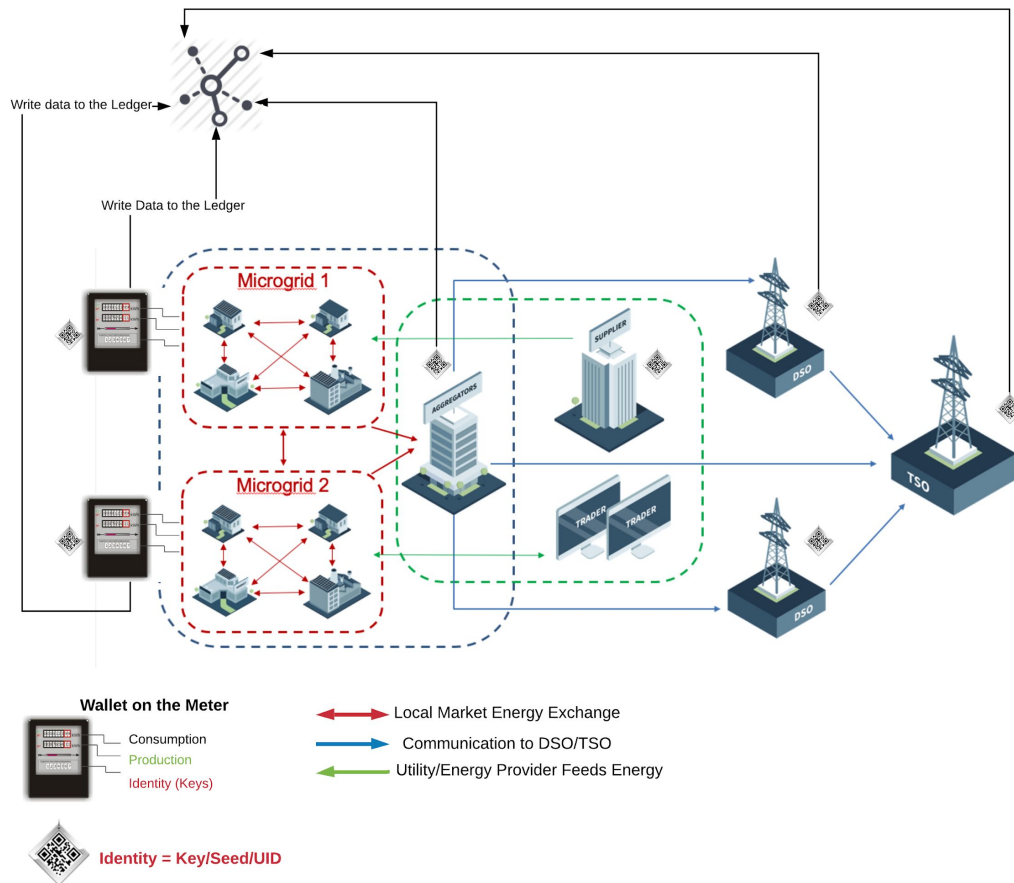 Write data to the Ledger
Write Data to the Ledger
Microgrid 1
SUPPLIER
AGGREGATORS
DSO
TSO
Microgrid 2
TRADER
TRADER
DSO
Wallet on the Meter
Consumption
Production
Identity (Keys)
Local Market Energy Exchange
Communication to DSO/TSO
Utility/Energy Provider Feeds Energy
Identity = Key/Seed/UID